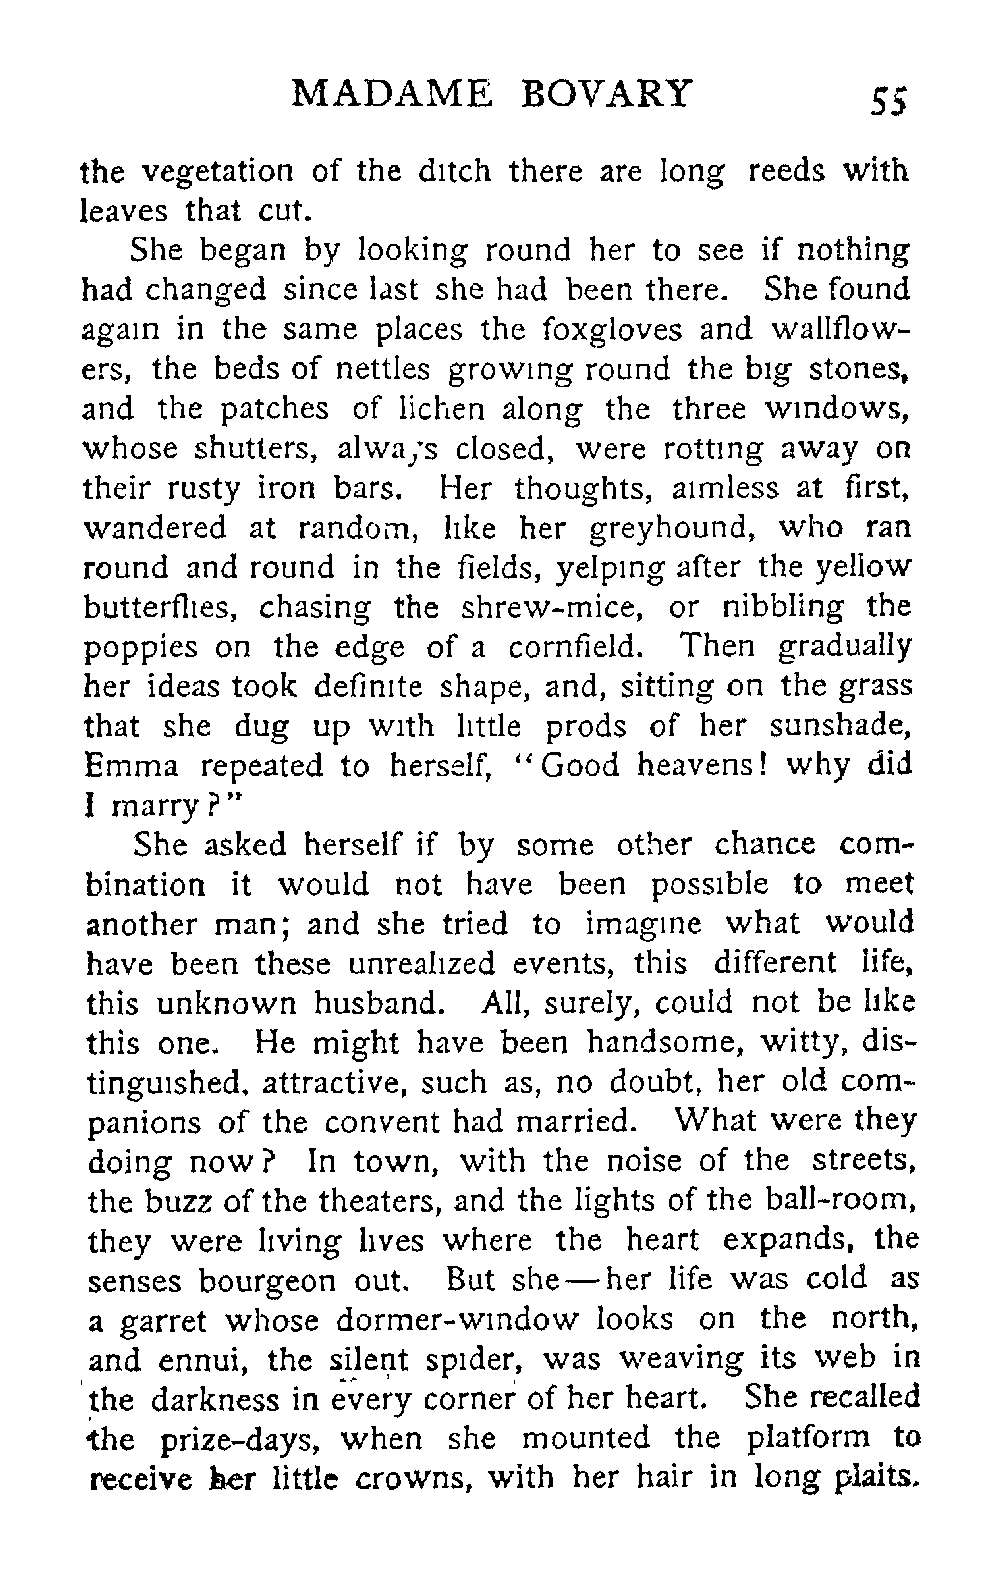 MADAME BOVARY 55
the vegetation of the ditch there are long reeds with
leaves that cut.
She began by looking round her to see if nothing
had changed since last she had been there. She found
again in the same places the foxgloves and wallflow-
ers, the beds of nettles growing round the big stones,
and the patches of lichen along the three windows,
whose shutters, always closed, were rotting away on
their rusty iron bars. Her thoughts, aimless at first,
wandered at random, like her greyhound, who ran
round and round in the fields, yelping after the yellow
butterflies, chasing the shrew-mice, or nibbling the
poppies on the edge of a cornfield. Then gradually
her ideas took definite shape, and, sitting on the grass
that she dug up with little prods of her sunshade,
Emma repeated to herself, "Good heavens! why did
I marry?"
She asked herself if by some other chance com-
bination it would not have been possible to meet
another man; and she tried to imagine what would
have been these unrealized events, this different life,
this unknown husband. All, surely, could not be like
this one. He might have been handsome, witty, dis-
tinguished, attractive, such as, no doubt, her old com-
panions of the convent had married. What were they
doing now? In town, with the noise of the streets,
the buzz of the theaters, and the lights of the ball-room,
they were living lives where the heart expands, the
senses bourgeon out. But she—her life was cold as
a garret whose dormer-window looks on the north,
and ennui, the silent spider, was weaving its web in
the darkness in every corner of her heart. She recalled
the prize-days, when she mounted the platform to
receive her little crowns, with her hair in long plaits.